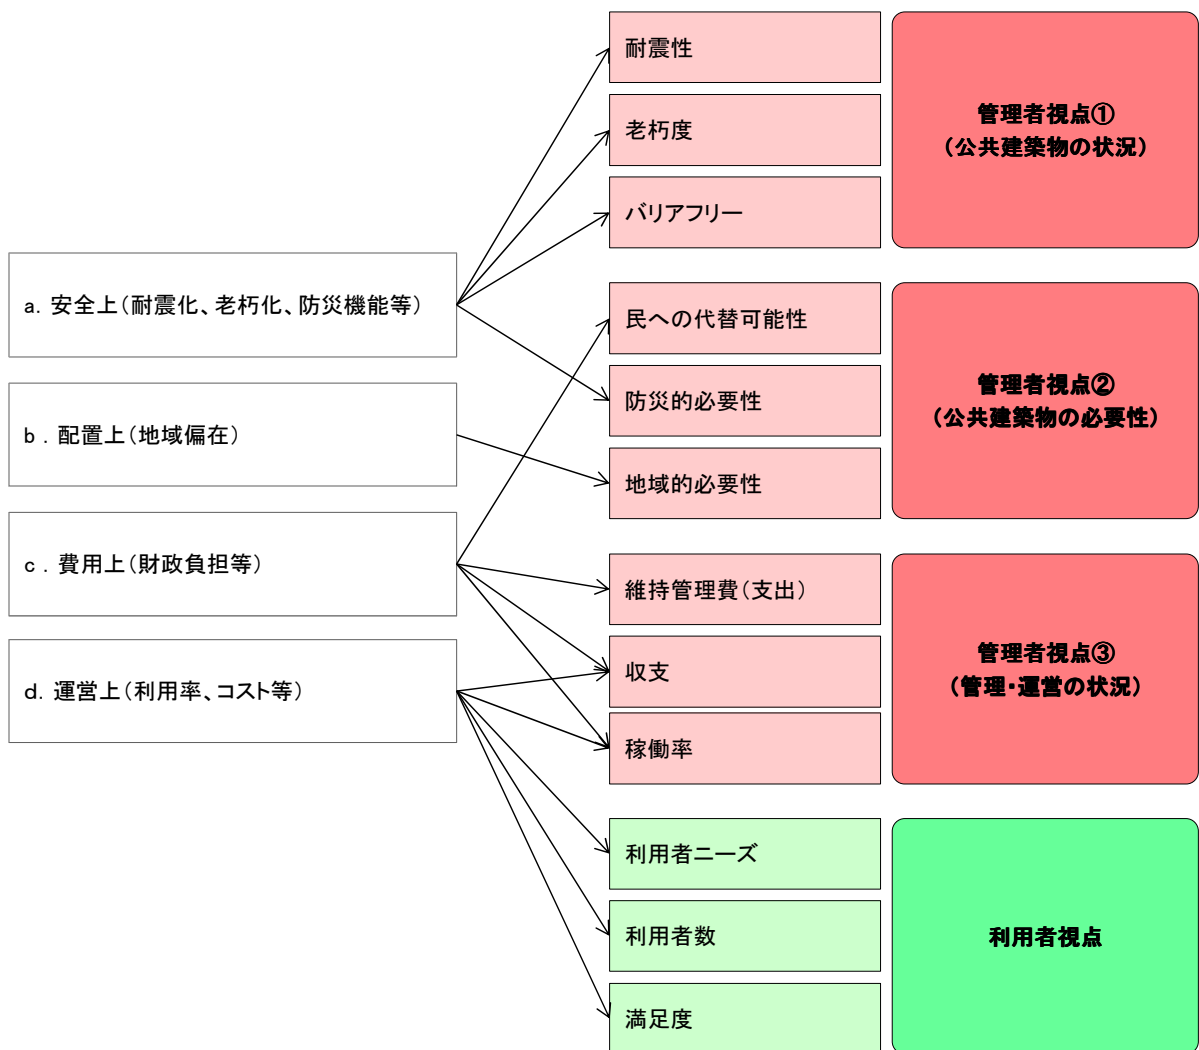 a. 安全上(耐震化、老朽化、防災機能等)
b . 配置上(地域偏在)
c . 費用上(財政負担等)
d. 運営上(利用率、コスト等)
耐震性
老朽度
バリアフリー
民への代替可能性
防災的必要性
地域的必要性
維持管理費(支出)
収支
稼働率
利用者ニーズ
利用者数
満足度
管理者視点①
(公共建築物の状況)
管理者視点②
(公共建築物の必要性)
管理者視点③
(管理・運営の状況)
利用者視点